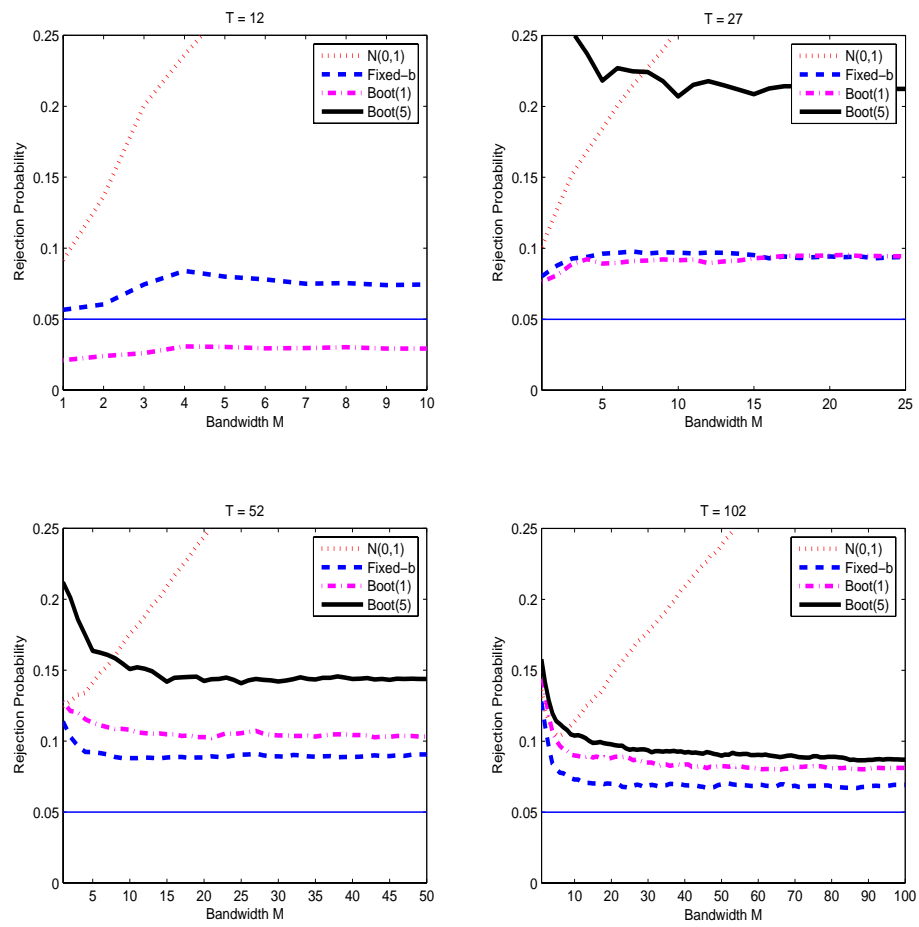 T = 12
0.25
0.2
0.15
0.1
0.05
0
Rejection Probability
1 2 3 4 5 6 7 8 9 10
Bandwidth M
N(0,1)
Fixed−b
Boot(1)
Boot(5)
T = 27
0.25
0.2
0.15
0.1
0.05
0
Rejection Probability
5 10 15 20 25
Bandwidth M
N(0,1)
Fixed−b
Boot(1)
Boot(5)
T = 52
0.25
0.2
0.15
0.1
0.05
0
Rejection Probability
5 10 15 20 25 30 35 40 45 50
Bandwidth M
N(0,1)
Fixed−b
Boot(1)
Boot(5)
T = 102
0.25
0.2
0.15
0.1
0.05
0
Rejection Probability
10 20 30 40 50 60 70 80 90 100
Bandwidth M
N(0,1)
Fixed−b
Boot(1)
Boot(5)